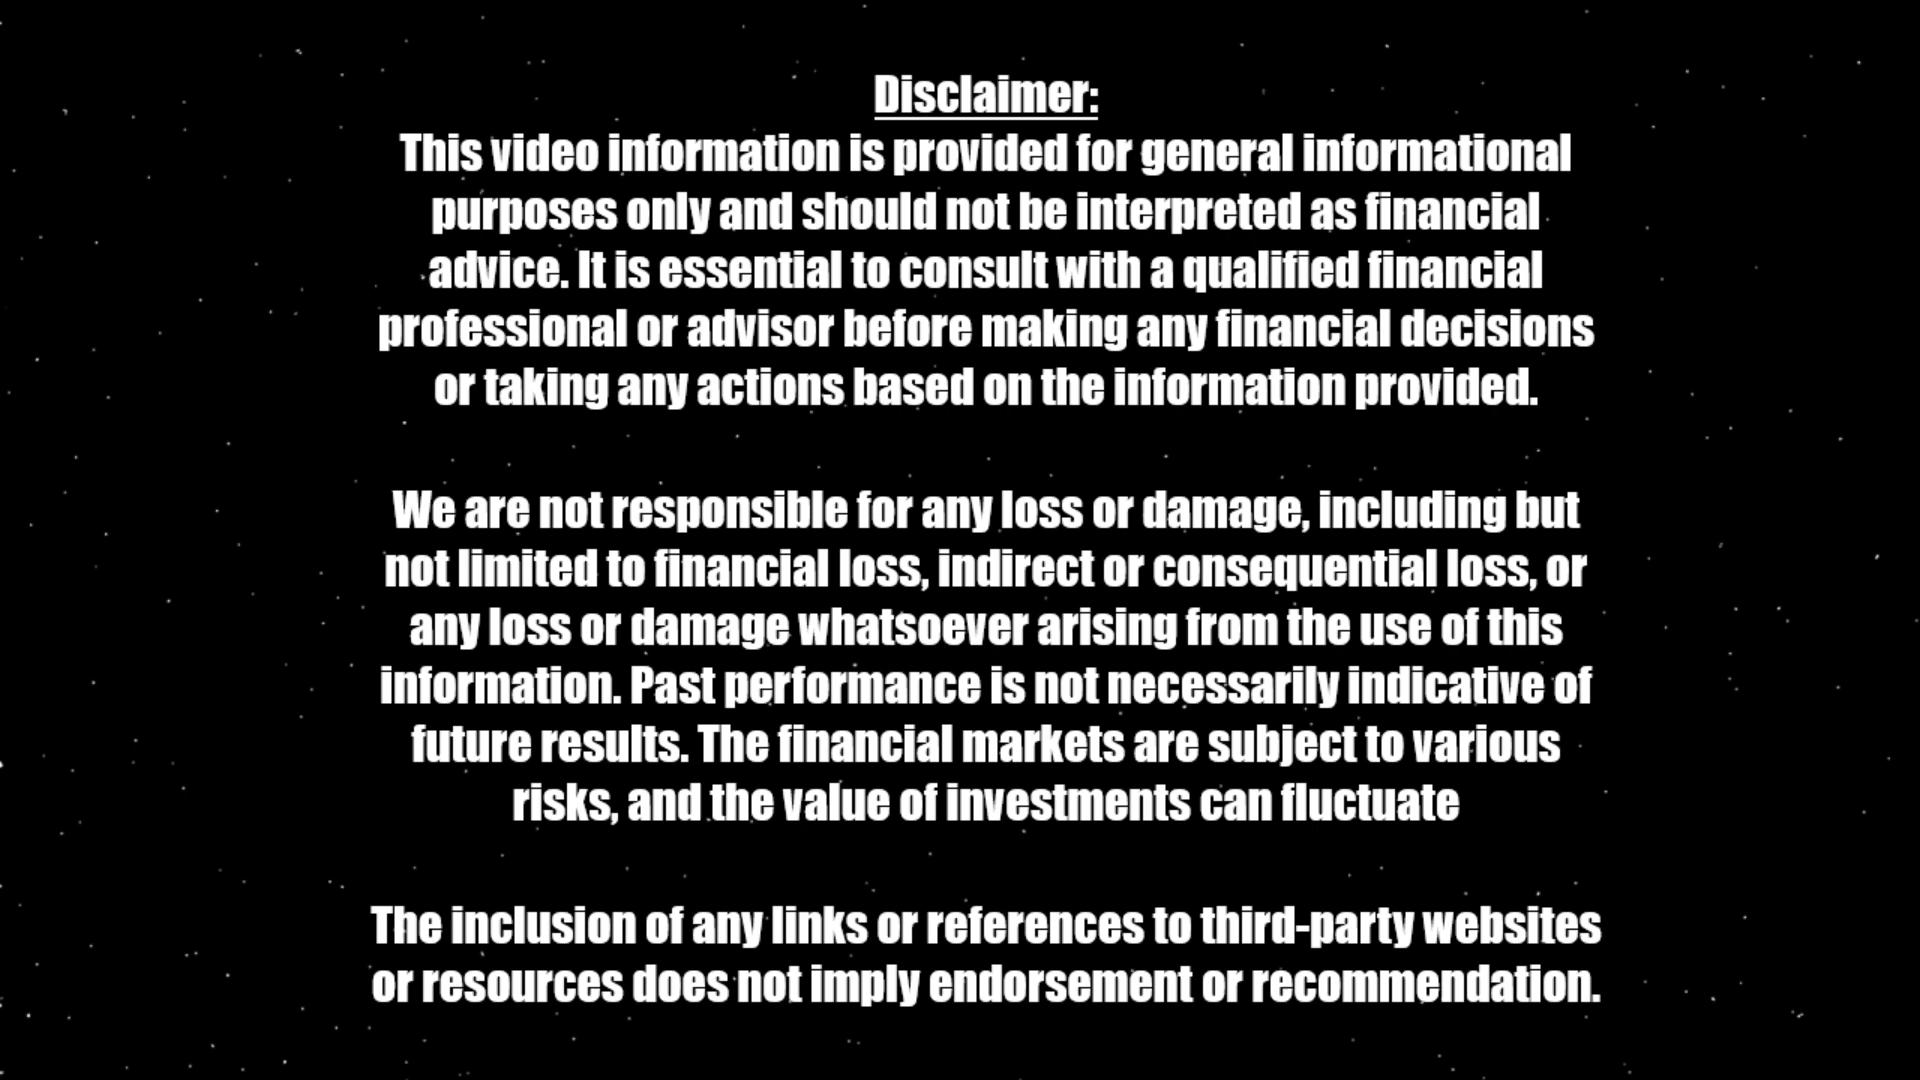 Disclaimer:
This video information is provided for general informational
purposes only and should not be interpreted as financial
advice. It is essential to consult with a qualified financial
professional or advisor before making any financial decisions
or taking any actions based on the information provided.
We are not responsible for any loss or damage, including but
not limited to financial loss, indirect or consequential loss, or
any loss or damage whatsoever arising from the use of this
information. Past performance is not necessarily indicative of
future results. The financial markets are subject to various
risks, and the value of investments can fluctuate
The inclusion of any links or references to third-party websites
or resources does not imply endorsement or recommendation.